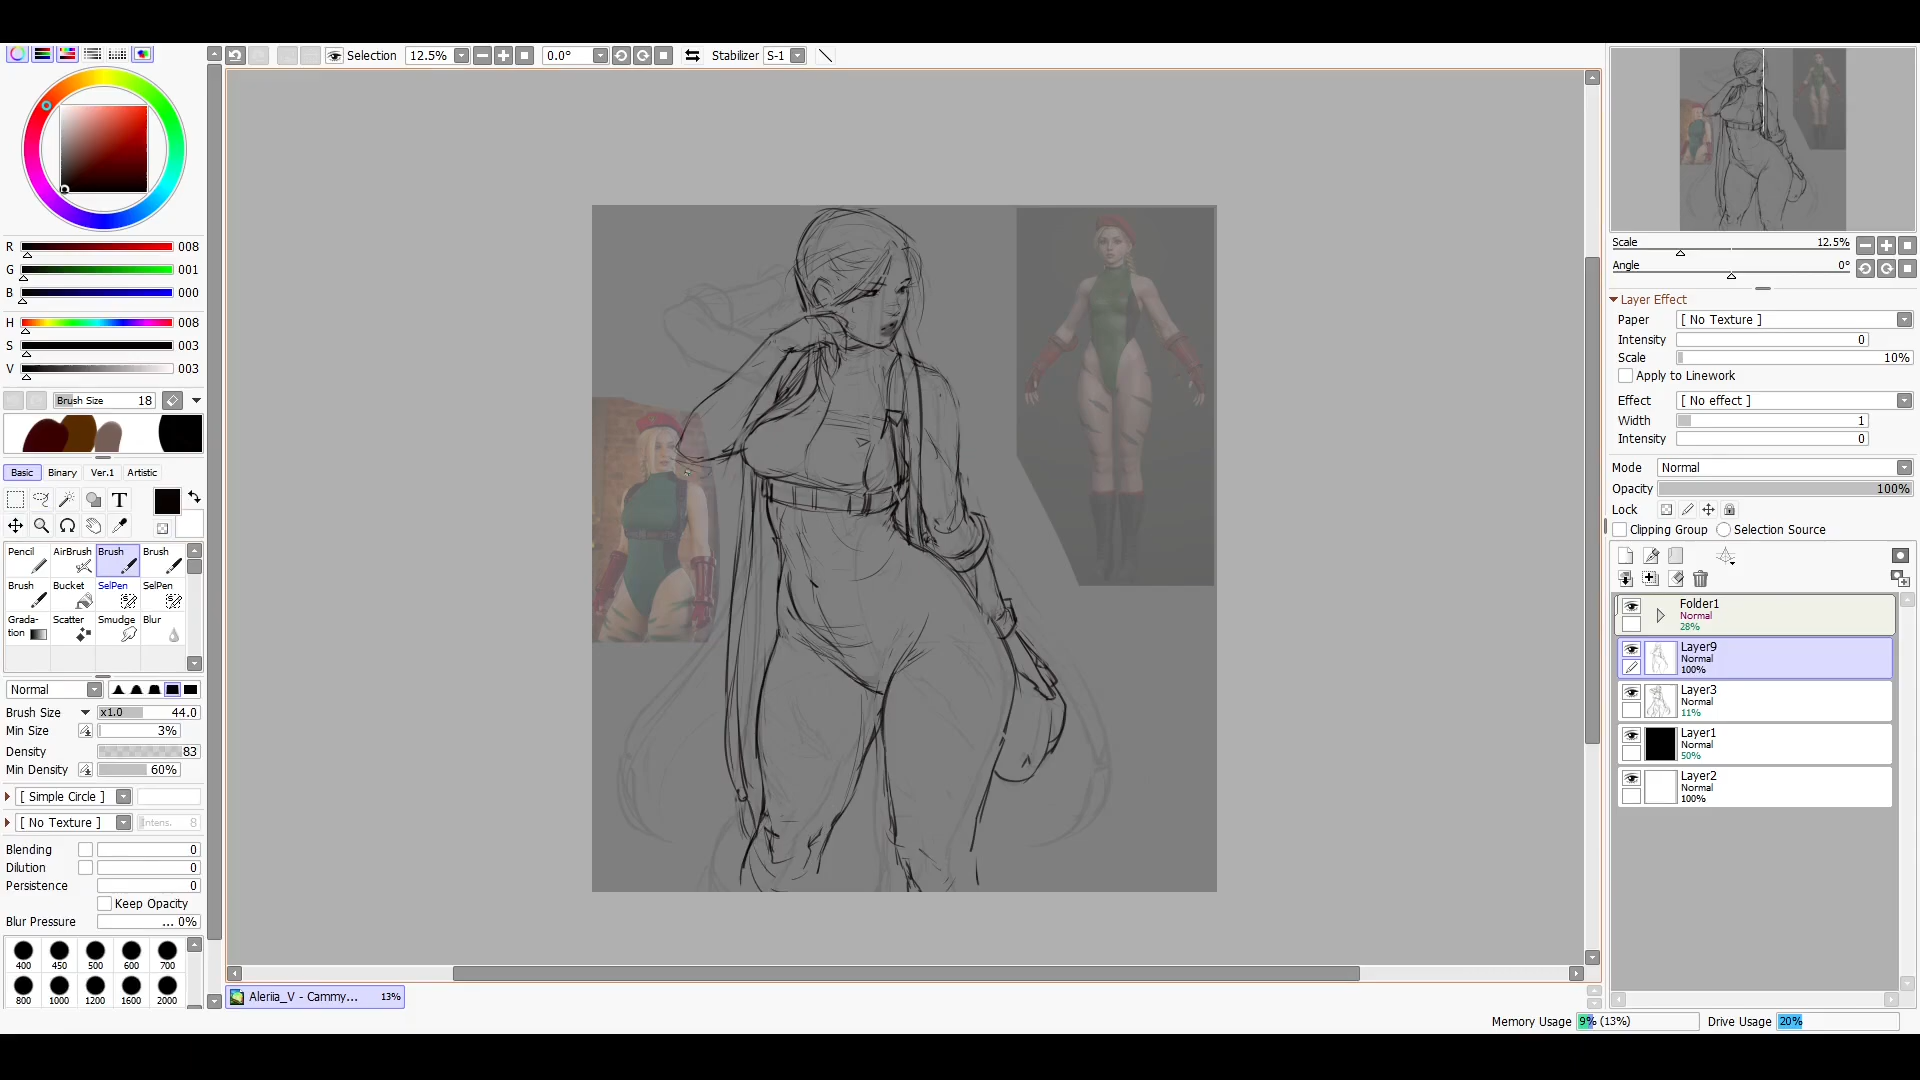 Selection 12.5% 0.0° Stabilizer S-1
R 008
G 001
B 000
H 008
S 003
V 003
Brush Size 18
Basic Binary Ver.1 Artistic
T
Pencil AirBrush Brush Brush
Brush Bucket SelPen SelPen
Grada-tion Scatter Smudge Blur
Normal
Brush Size x1.0 44.0
Min Size 3%
Density 83
Min Density 60%
[ Simple Circle ]
[ No Texture ] Intens. 8
Blending 0
Dilution 0
Persistence 0
Keep Opacity
Blur Pressure ... 0%
400 450 500 600 700
800 1000 1200 1600 2000
Aleriia_V - Cammy... 13%
Scale 12.5%
Angle 0°
Layer Effect
Paper [ No Texture ]
Intensity 0
Scale 10%
Apply to Linework
Effect [ No effect ]
Width 1
Intensity 0
Mode Normal
Opacity 100%
Lock
Clipping Group Selection Source
Folder1
Normal
28%
Layer9
Normal
100%
Layer3
Normal
11%
Layer1
Normal
50%
Layer2
Normal
100%
Memory Usage 9% (13%) Drive Usage 20%